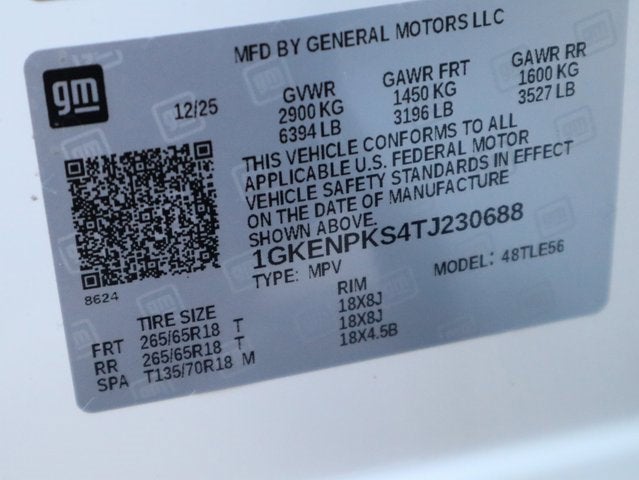 MFD BY GENERAL MOTORS LLC
gm
12/25
GVWR
2900 KG
6394 LB
GAWR FRT
1450 KG
3196 LB
GAWR RR
1600 KG
3527 LB
THIS VEHICLE CONFORMS TO ALL
APPLICABLE U.S. FEDERAL MOTOR
VEHICLE SAFETY STANDARDS IN EFFECT
ON THE DATE OF MANUFACTURE
SHOWN ABOVE.
1GKENPKS4TJ230688
TYPE: MPV
MODEL: 48TLE56
8624
TIRE SIZE
RIM
FRT 265/65R18 T 18X8J
RR 265/65R18 T 18X8J
SPA T135/70R18 M 18X4.5B